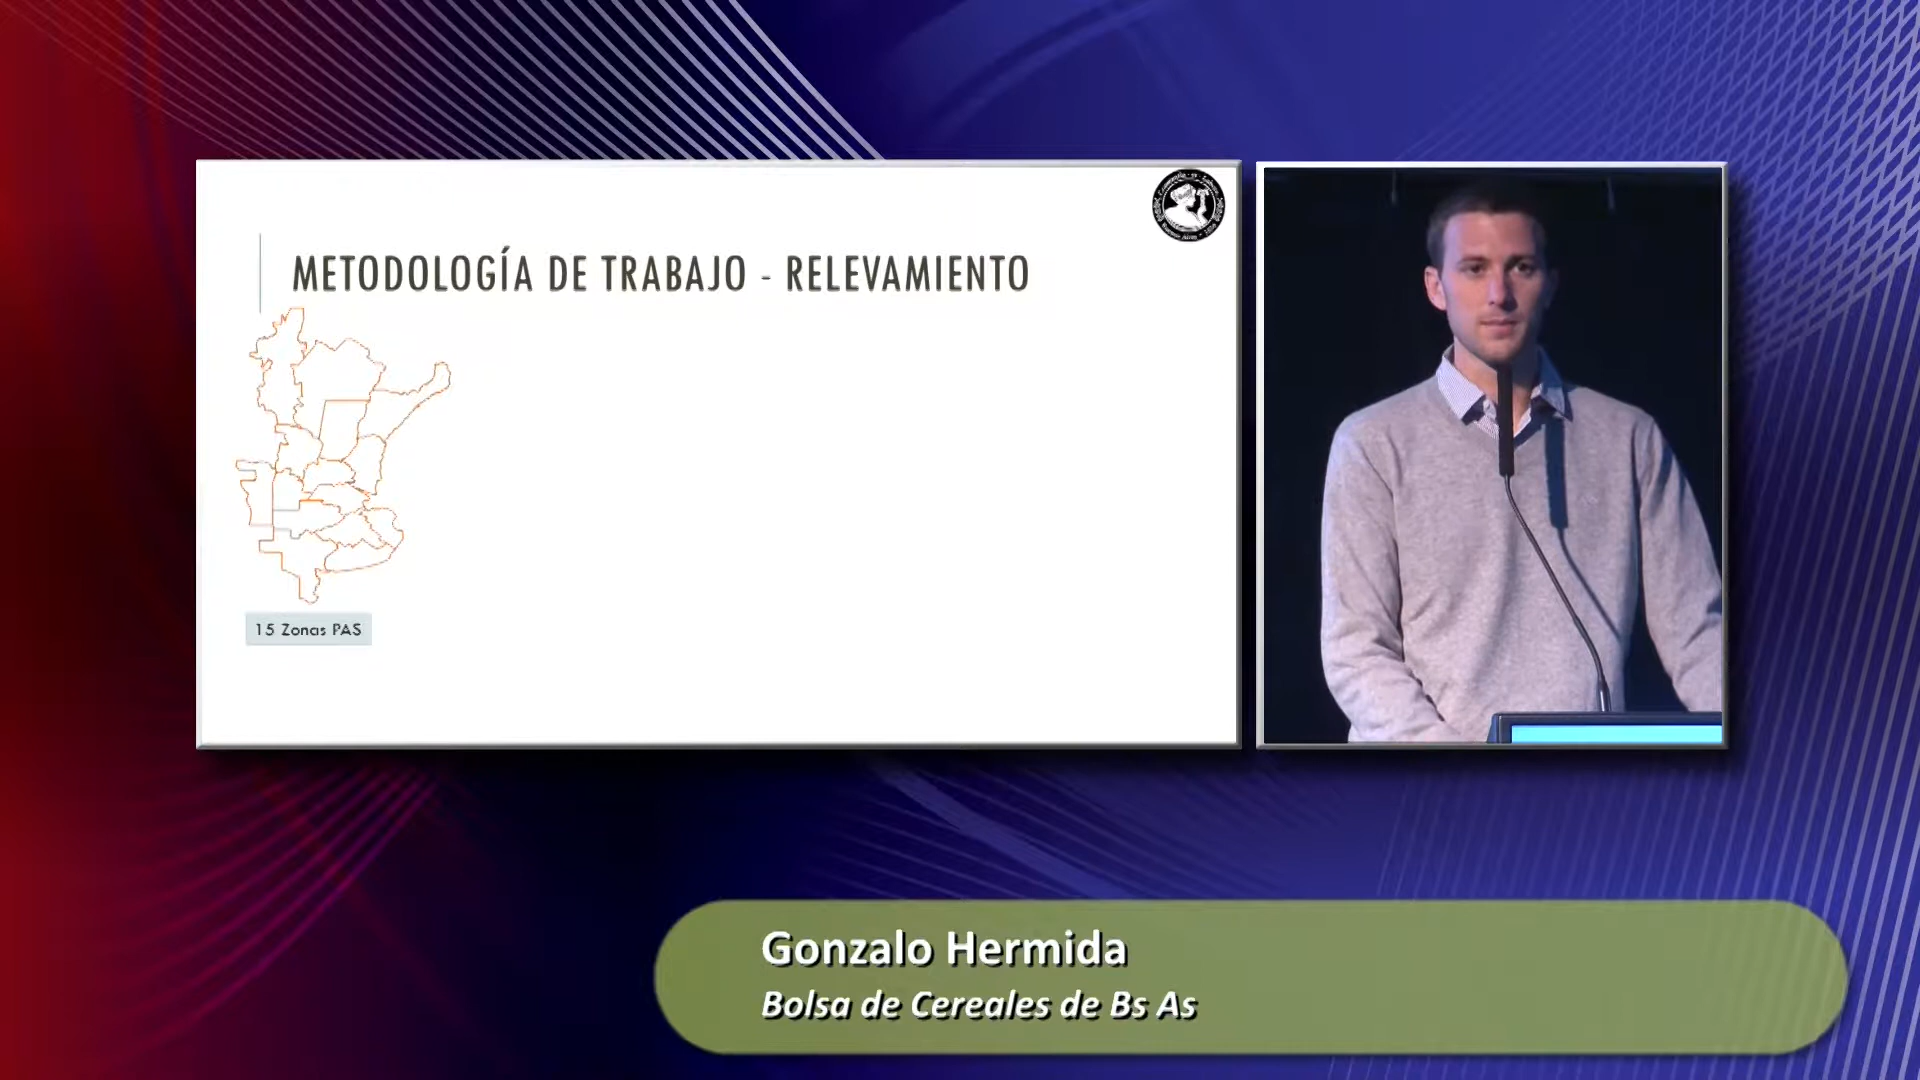 METODOLOGÍA DE TRABAJO - RELEVAMIENTO
15 Zonas PAS
Gonzalo Hermida
Bolsa de Cereales de Bs As